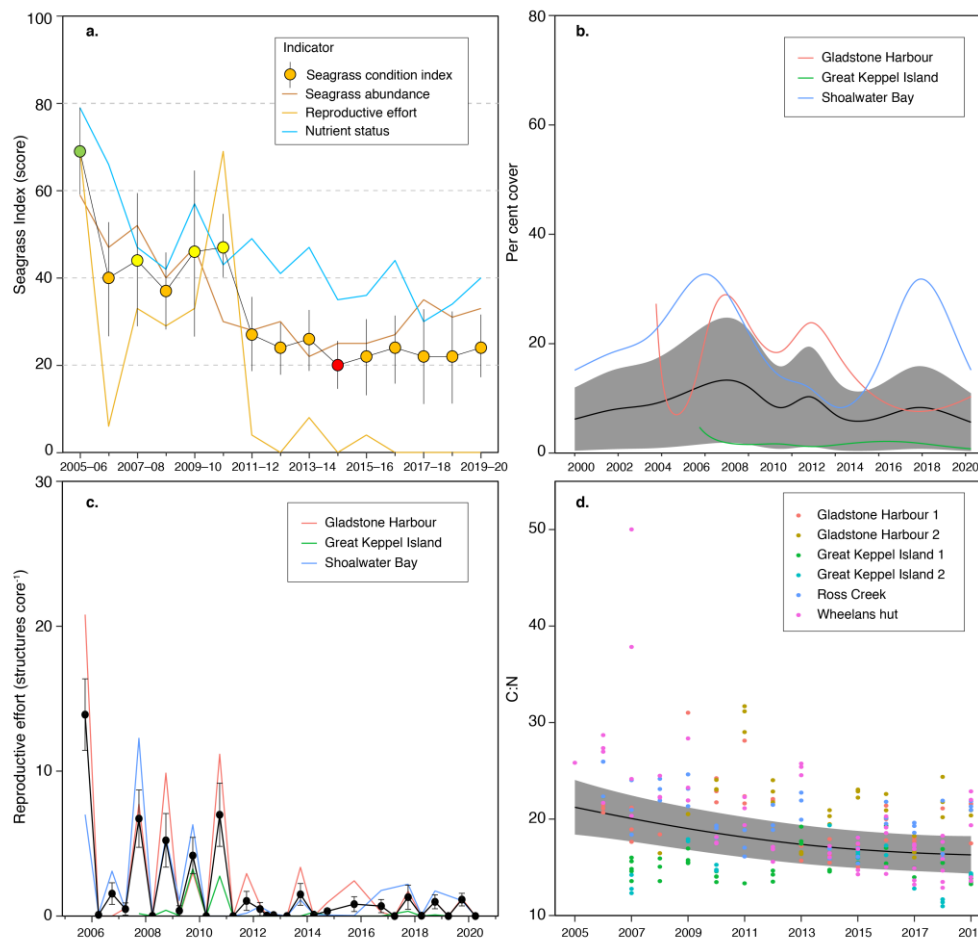 a.
Indicator
Seagrass condition index
Seagrass abundance
Reproductive effort
Nutrient status
Seagrass Index (score)
100
80
60
40
20
0
2005–06 2007–08 2009–10 2011–12 2013–14 2015–16 2017–18 2019–20
b.
Gladstone Harbour
Great Keppel Island
Shoalwater Bay
Per cent cover
80
60
40
20
0
2000 2002 2004 2006 2008 2010 2012 2014 2016 2018 2020
c.
Gladstone Harbour
Great Keppel Island
Shoalwater Bay
Reproductive effort (structures core⁻¹)
30
20
10
0
2006 2008 2010 2012 2014 2016 2018 2020
d.
Gladstone Harbour 1
Gladstone Harbour 2
Great Keppel Island 1
Great Keppel Island 2
Ross Creek
Wheelans hut
C:N
50
40
30
20
10
2005 2007 2009 2011 2013 2015 2017